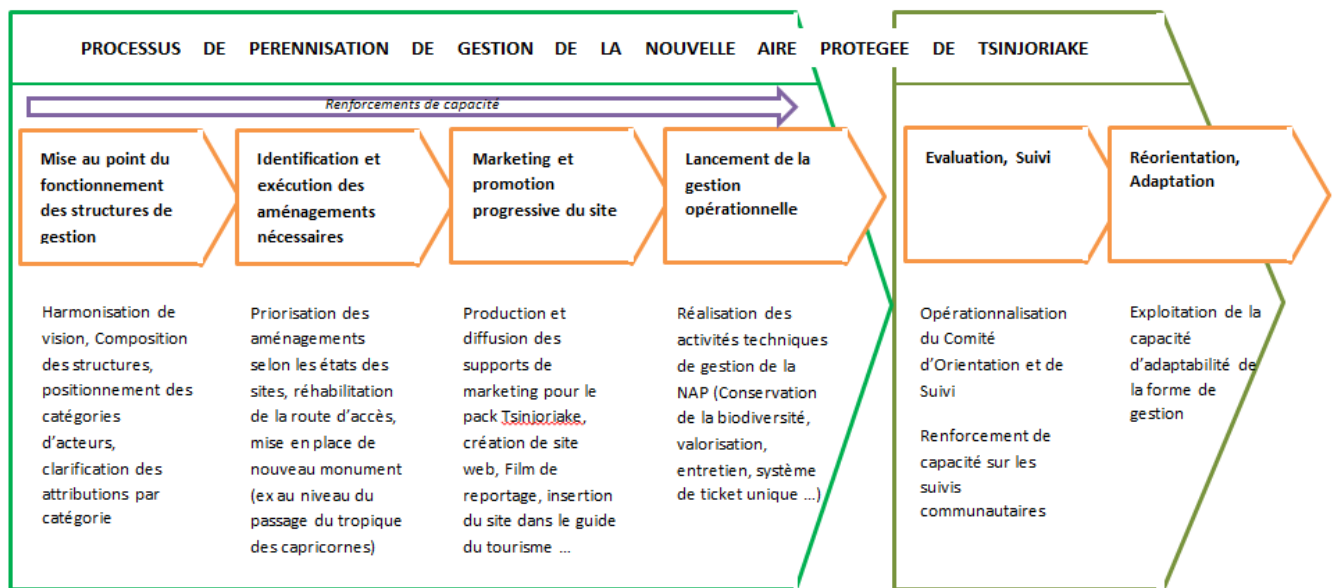 PROCESSUS DE PERENNISATION DE GESTION DE LA NOUVELLE AIRE PROTEGEE DE TSINJORIAKE
Renforcements de capacité
Mise au point du
fonctionnement
des structures de
gestion
Identification et
exécution des
aménagements
nécessaires
Marketing et
promotion
progressive du site
Lancement de la
gestion
opérationnelle
Evaluation, Suivi
Réorientation,
Adaptation
Harmonisation de
vision, Composition
des structures,
positionnement des
catégories
d’acteurs,
clarification des
attributions par
catégorie
Priorisation des
aménagements
selon les états des
sites, réhabilitation
de la route d’accès,
mise en place de
nouveau monument
(ex au niveau du
passage du tropique
des capricornes)
Production et
diffusion des
supports de
marketing pour le
pack Tsinjoriake,
création de site
web, Film de
reportage, insertion
du site dans le guide
du tourisme ...
Réalisation des
activités techniques
de gestion de la
NAP (Conservation
de la biodiversité,
valorisation,
entretien, système
de ticket unique ...)
Opérationnalisation
du Comité
d’Orientation et de
Suivi
Renforcement de
capacité sur les
suivis
communautaires
Exploitation de la
capacité
d’adaptabilité de
la forme de
gestion